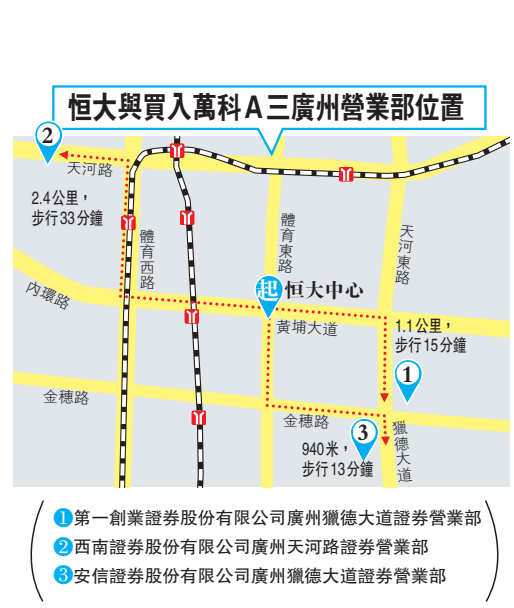 恒大與買入萬科A三廣州營業部位置
2
天河路
2.4公里，
步行33分鐘
體育西路
體育東路
天河東路
內環路
起
恒大中心
黃埔大道
1.1公里，
步行15分鐘
1
金穗路
金穗路
3
940米，
步行13分鐘
獵德大道
1第一創業證券股份有限公司廣州獵德大道證券營業部
2西南證券股份有限公司廣州天河路證券營業部
3安信證券股份有限公司廣州獵德大道證券營業部